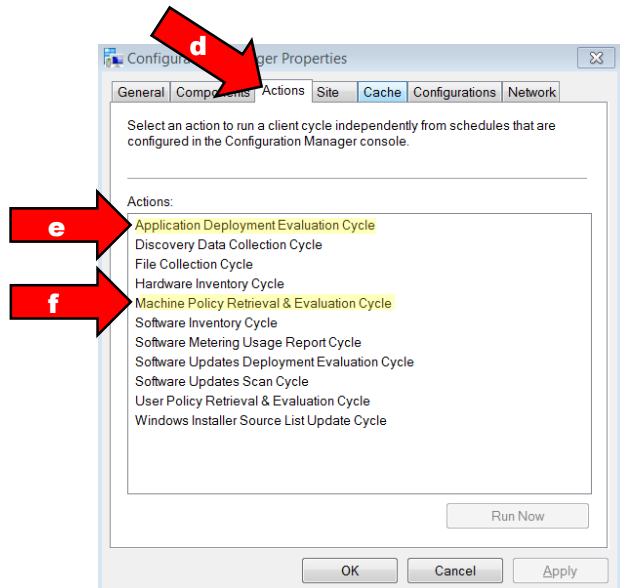 d
Configu ger Properties
General Components Actions Site Cache Configurations Network
Select an action to run a client cycle independently from schedules that are
configured in the Configuration Manager console.
Actions:
e
Application Deployment Evaluation Cycle
Discovery Data Collection Cycle
File Collection Cycle
Hardware Inventory Cycle
f
Machine Policy Retrieval & Evaluation Cycle
Software Inventory Cycle
Software Metering Usage Report Cycle
Software Updates Deployment Evaluation Cycle
Software Updates Scan Cycle
User Policy Retrieval & Evaluation Cycle
Windows Installer Source List Update Cycle
Run Now
OK Cancel Apply